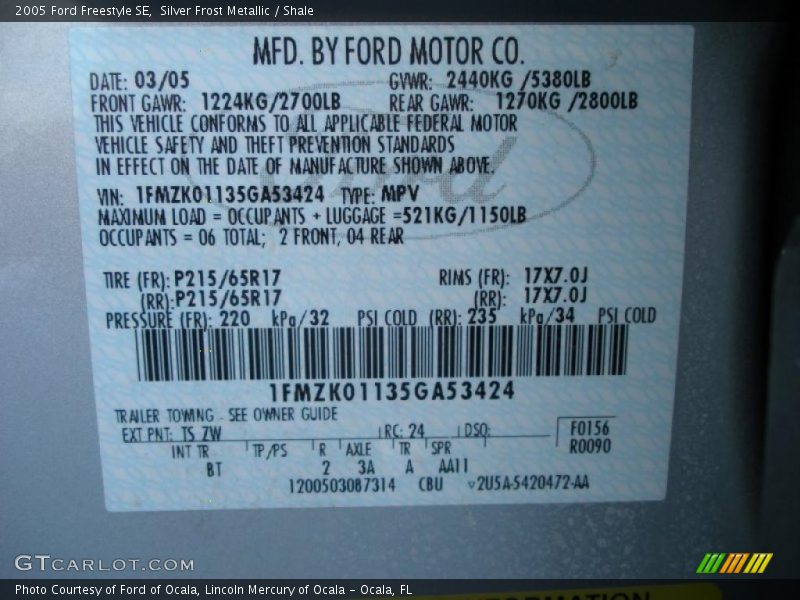 2005 Ford Freestyle SE, Silver Frost Metallic / Shale
MFD. BY FORD MOTOR CO.
DATE: 03/05 GVWR: 2440KG /5380LB
FRONT GAWR: 1224KG/2700LB REAR GAWR: 1270KG /2800LB
THIS VEHICLE CONFORMS TO ALL APPLICABLE FEDERAL MOTOR
VEHICLE SAFETY AND THEFT PREVENTION STANDARDS
IN EFFECT ON THE DATE OF MANUFACTURE SHOWN ABOVE.
VIN: 1FMZK01135GA53424 TYPE: MPV
MAXIMUM LOAD = OCCUPANTS + LUGGAGE =521KG/1150LB
OCCUPANTS = 06 TOTAL; 2 FRONT, 04 REAR
TIRE (FR): P215/65R17 RIMS (FR): 17X7.0J
(RR): P215/65R17 (RR): 17X7.0J
PRESSURE (FR): 220 kPa/32 PSI COLD (RR): 235 kPa/34 PSI COLD
1FMZK01135GA53424
TRAILER TOWING - SEE OWNER GUIDE
EXT PNT: TS ZW RC: 24 DSO: F0156
INT TR TP/PS R AXLE TR SPR R0090
BT 2 3A A AA11
1200503087314 CBU 2U5A-5420472-AA
Ford
GTCARLOT.COM
Photo Courtesy of Ford of Ocala, Lincoln Mercury of Ocala – Ocala, FL